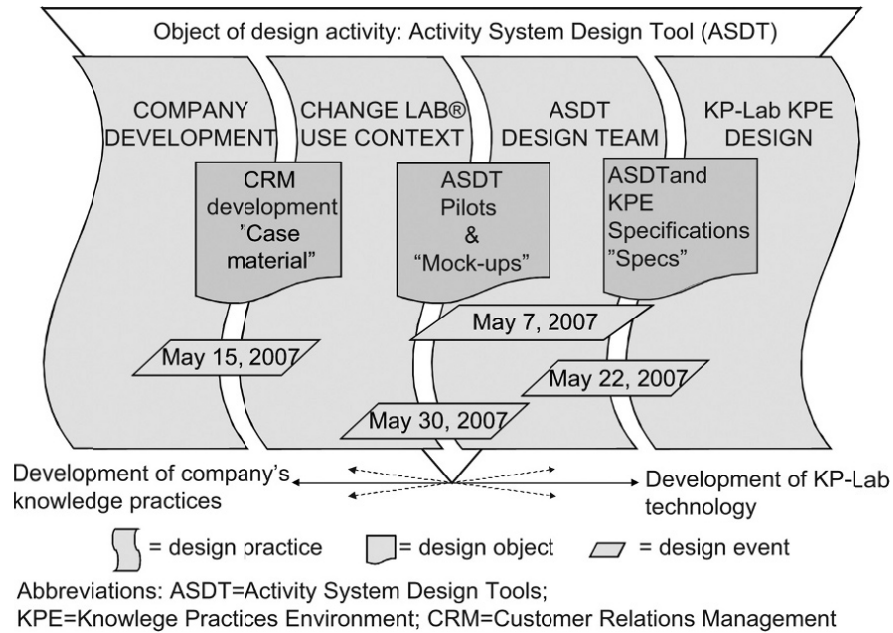 Object of design activity: Activity System Design Tool (ASDT)
COMPANY
DEVELOPMENT
CHANGE LAB®
USE CONTEXT
ASDT
DESIGN TEAM
KP-Lab KPE
DESIGN
CRM
development
'Case
material”
ASDT
Pilots
&
“Mock-ups”
ASDTand
KPE
Specifications
”Specs”
May 7, 2007
May 15, 2007
May 22, 2007
May 30, 2007
Development of company's
knowledge practices
Development of KP-Lab
technology
= design practice
= design object
= design event
Abbreviations: ASDT=Activity System Design Tools;
KPE=Knowlege Practices Environment; CRM=Customer Relations Management